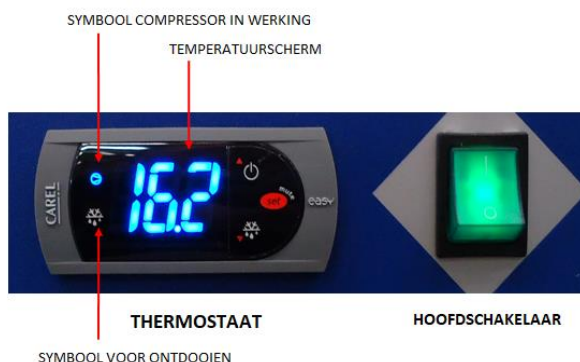 SYMBOOL COMPRESSOR IN WERKING
TEMPERATUURSCHERM
CAREL
16.2
mute
set
easy
THERMOSTAAT
HOOFDSCHAKELAAR
SYMBOOL VOOR ONTDOOIEN